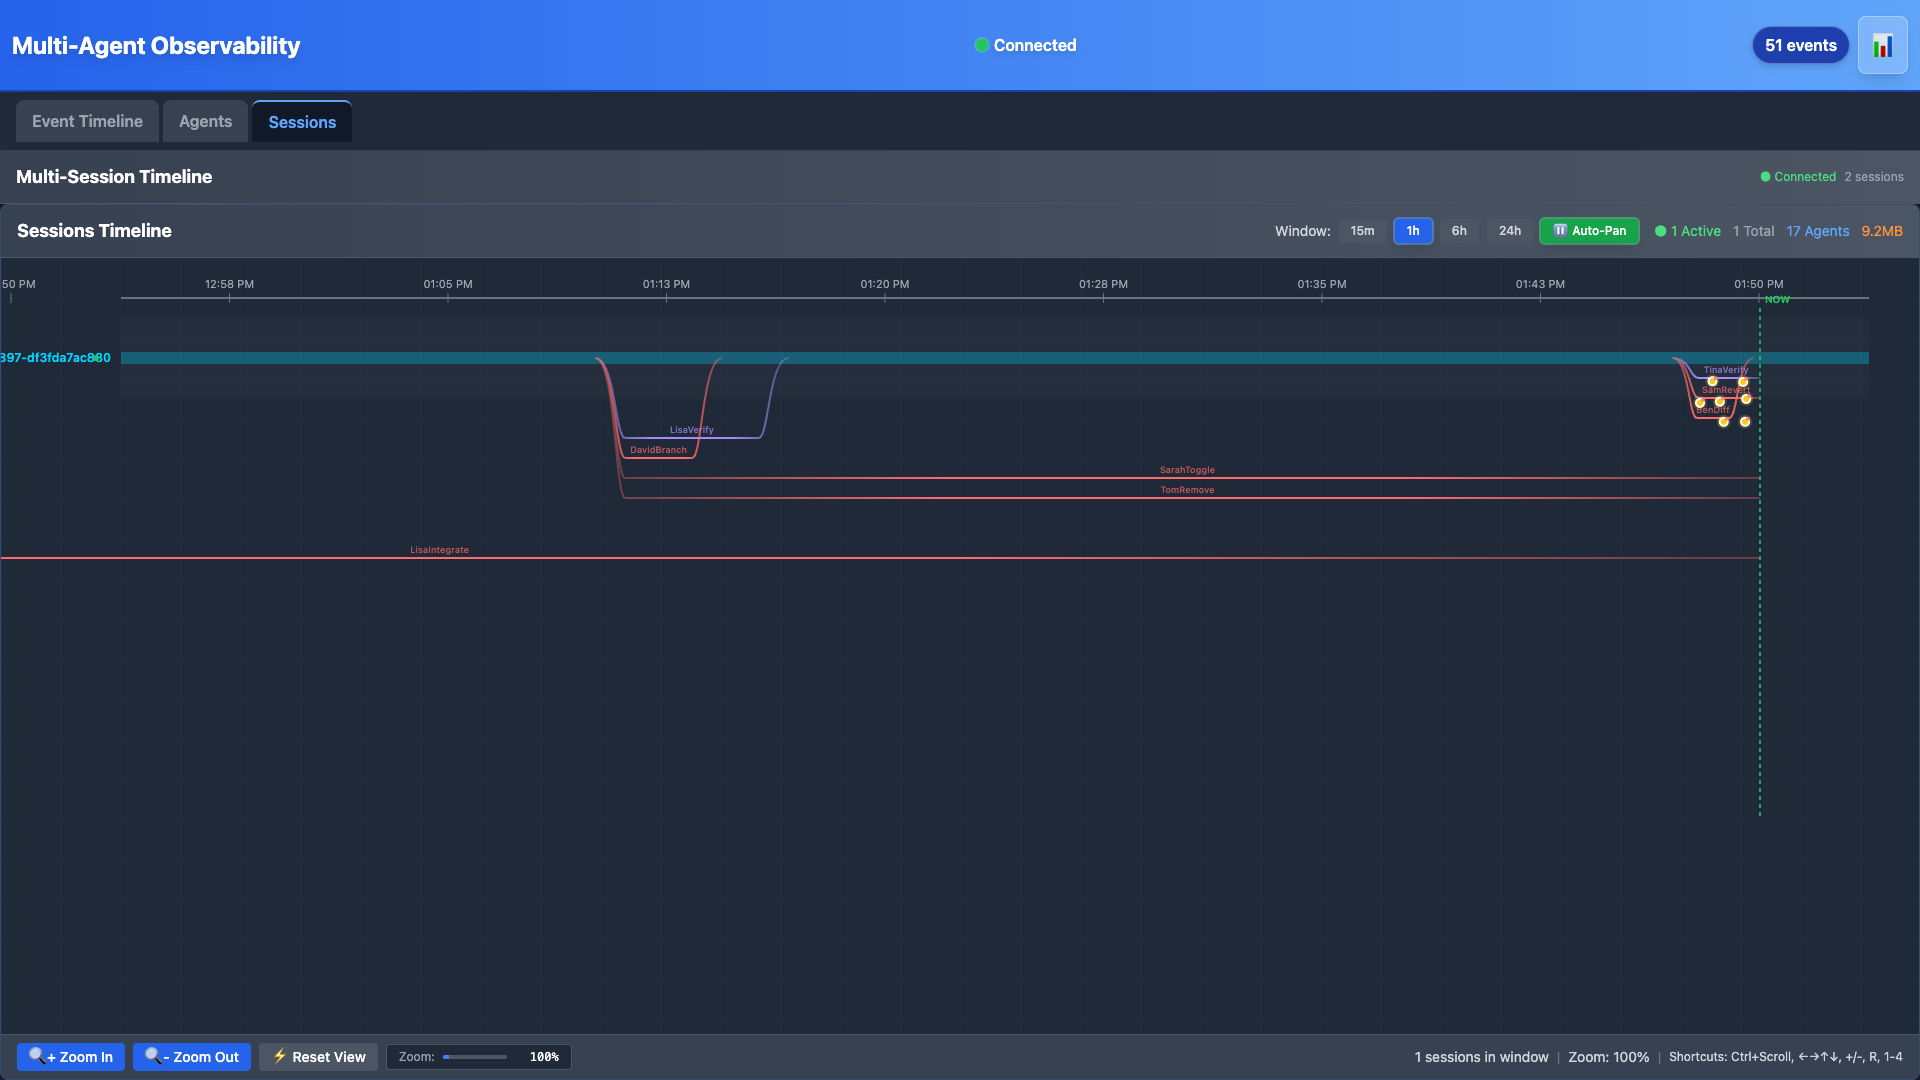 Multi-Agent Observability
Connected
51 events
Event Timeline
Agents
Sessions
Multi-Session Timeline
Connected
2 sessions
Sessions Timeline
Window:
15m
1h
6h
24h
Auto-Pan
1 Active
1 Total
17 Agents
9.2MB
50 PM
12:58 PM
01:05 PM
01:13 PM
01:20 PM
01:28 PM
01:35 PM
01:43 PM
01:50 PM
NOW
397-df3fda7ac830
TinaVerify
SamRevert
BenDiff
LisaVerify
DavidBranch
SarahToggle
TomRemove
LisaIntegrate
+ Zoom In
- Zoom Out
Reset View
Zoom:
100%
1 sessions in window | Zoom: 100% | Shortcuts: Ctrl+Scroll, ←→↑↓, +/-, R, 1-4